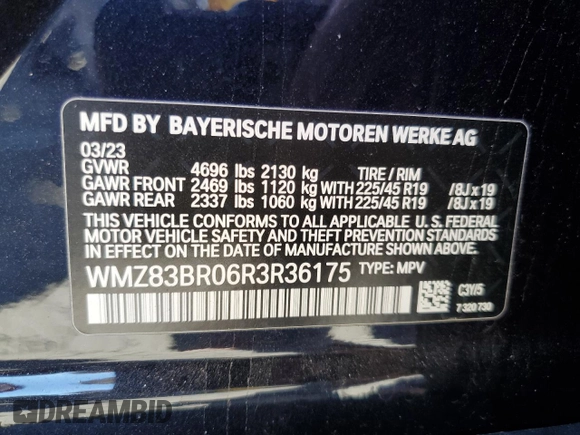 MFD BY BAYERISCHE MOTOREN WERKE AG
03/23
GVWR 4696 lbs 2130 kg TIRE / RIM
GAWR FRONT 2469 lbs 1120 kg WITH 225/45 R19 /8J x 19
GAWR REAR 2337 lbs 1060 kg WITH 225/45 R19 /8J x 19
THIS VEHICLE CONFORMS TO ALL APPLICABLE U. S. FEDERAL
MOTOR VEHICLE SAFETY AND THEFT PREVENTION STANDARDS
IN EFFECT ON THE DATE OF MANUFACTURE SHOWN ABOVE.
WMZ83BR06R3R36175 TYPE: MPV
C3Y/5
7 320 730
DREAMBID